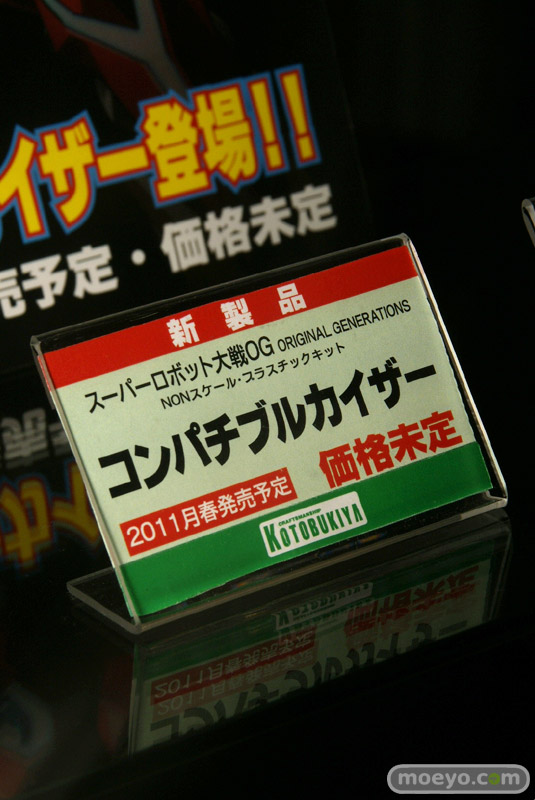 イザー登場!!
売予定・価格未定
新製品
スーパーロボット大戦OG ORIGINAL GENERATIONS
NONスケール・プラスチックキット
コンパチブルカイザー
2011月春発売予定 価格未定
CRAFTSMANSHIP
KOTOBUKIYA
moeyo.com